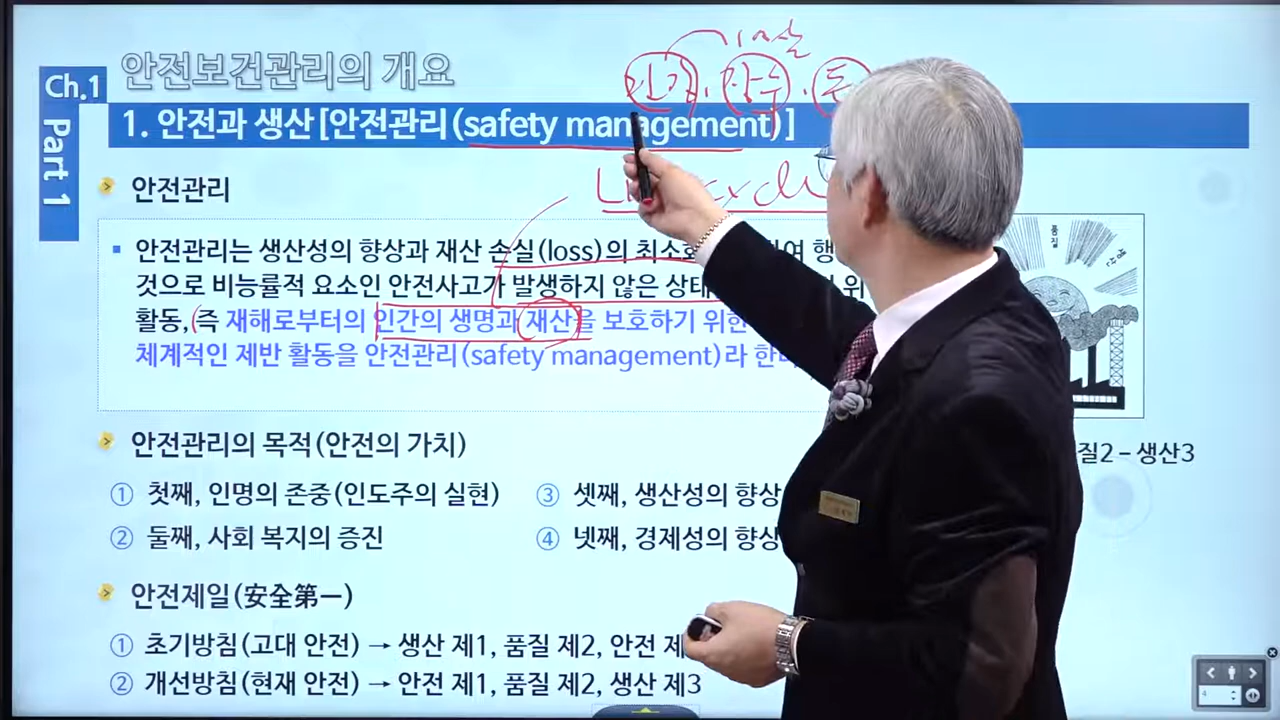 안전보건관리의 개요
Ch.1
Part 1
1. 안전과 생산[안전관리(safety management)]
안전관리
안전관리는 생산성의 향상과 재산 손실(loss)의 최소화 여 행
것으로 비능률적 요소인 안전사고가 발생하지 않은 상태 위
활동, (즉 재해로부터의 인간의 생명과 재산을 보호하기 위한
체계적인 제반 활동을 안전관리(safety management)라 한
품질
생산
질2 – 생산3
안전관리의 목적(안전의 가치)
① 첫째, 인명의 존중(인도주의 실현)
② 둘째, 사회 복지의 증진
③ 셋째, 생산성의 향상
④ 넷째, 경제성의 향상
안전제일(安全第一)
① 초기방침(고대 안전) → 생산 제1, 품질 제2, 안전 제
② 개선방침(현재 안전) → 안전 제1, 품질 제2, 생산 제3
4